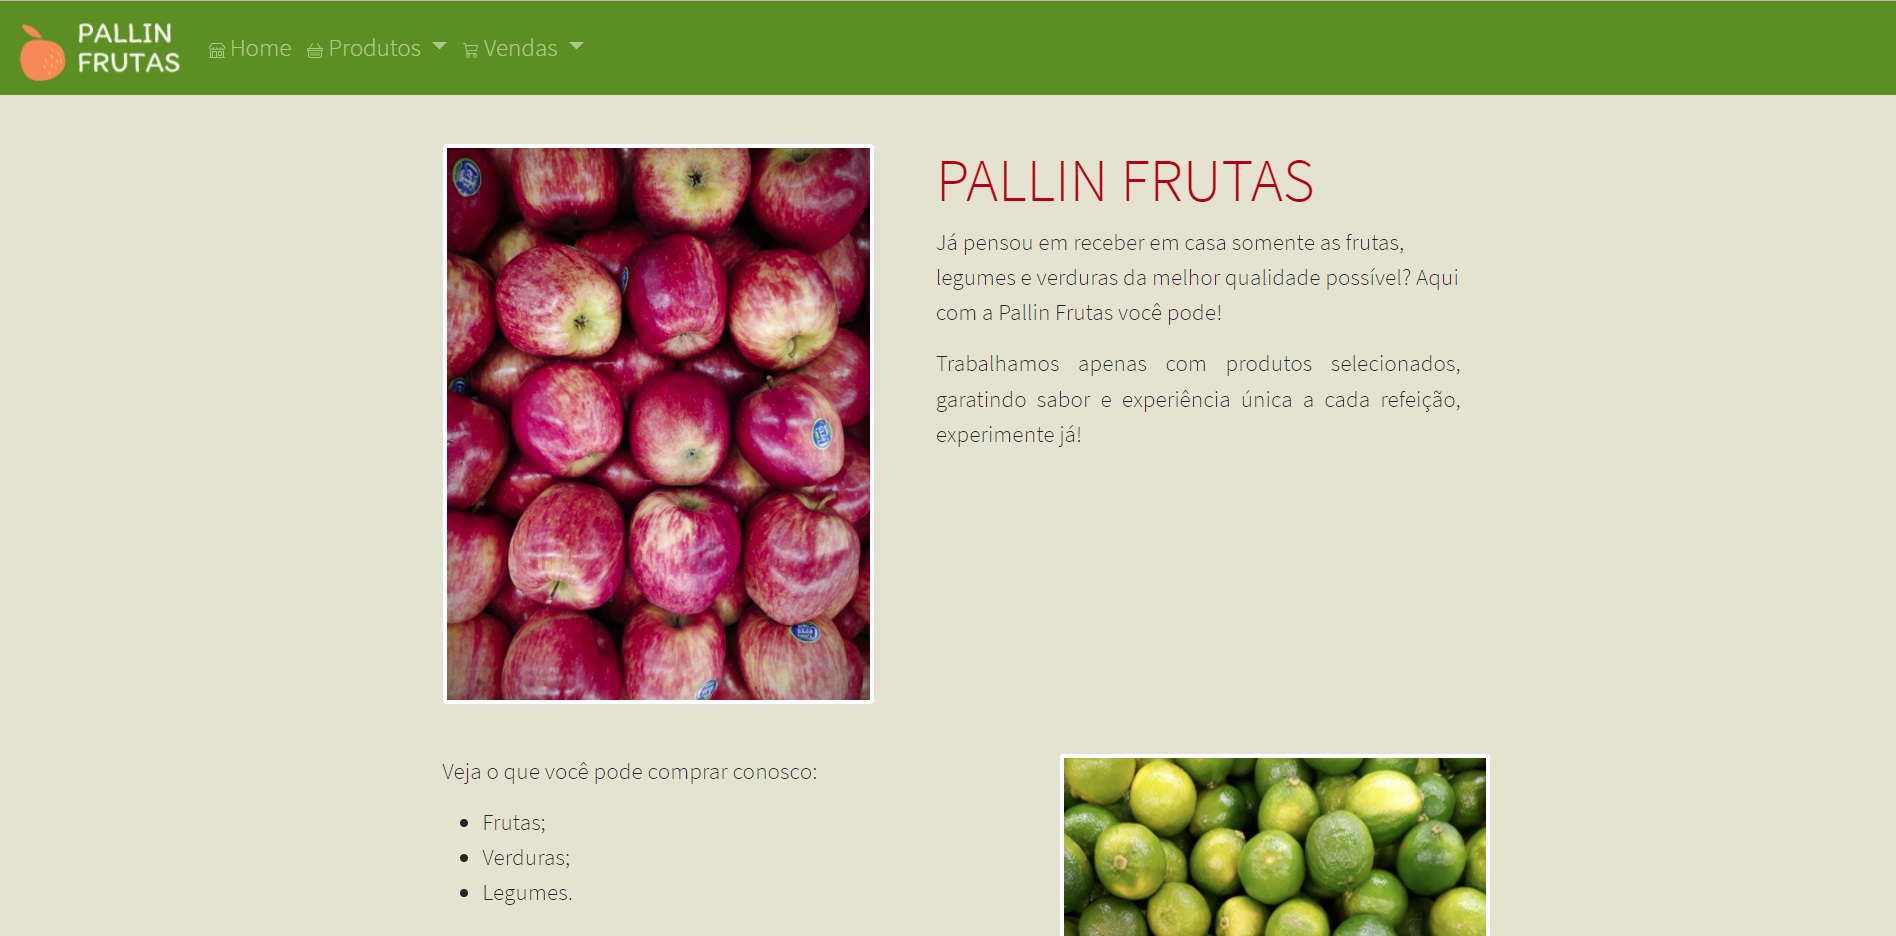 PALLIN
FRUTAS
Home
Produtos
Vendas
PALLIN FRUTAS
Já pensou em receber em casa somente as frutas,
legumes e verduras da melhor qualidade possível? Aqui
com a Pallin Frutas você pode!
Trabalhamos apenas com produtos selecionados,
garatindo sabor e experiência única a cada refeição,
experimente já!
Veja o que você pode comprar conosco:
Frutas;
Verduras;
Legumes.